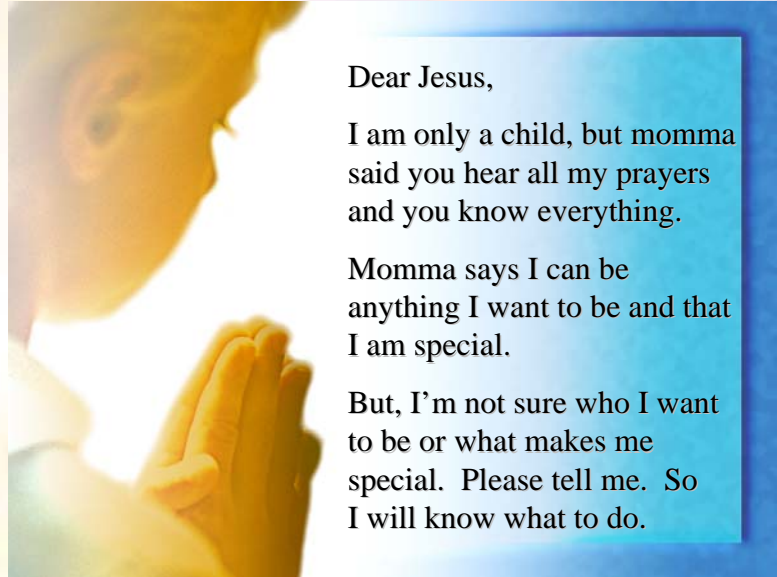 Dear Jesus,
I am only a child, but momma
said you hear all my prayers
and you know everything.
Momma says I can be
anything I want to be and that
I am special.
But, I’m not sure who I want
to be or what makes me
special.  Please tell me.  So
I will know what to do.